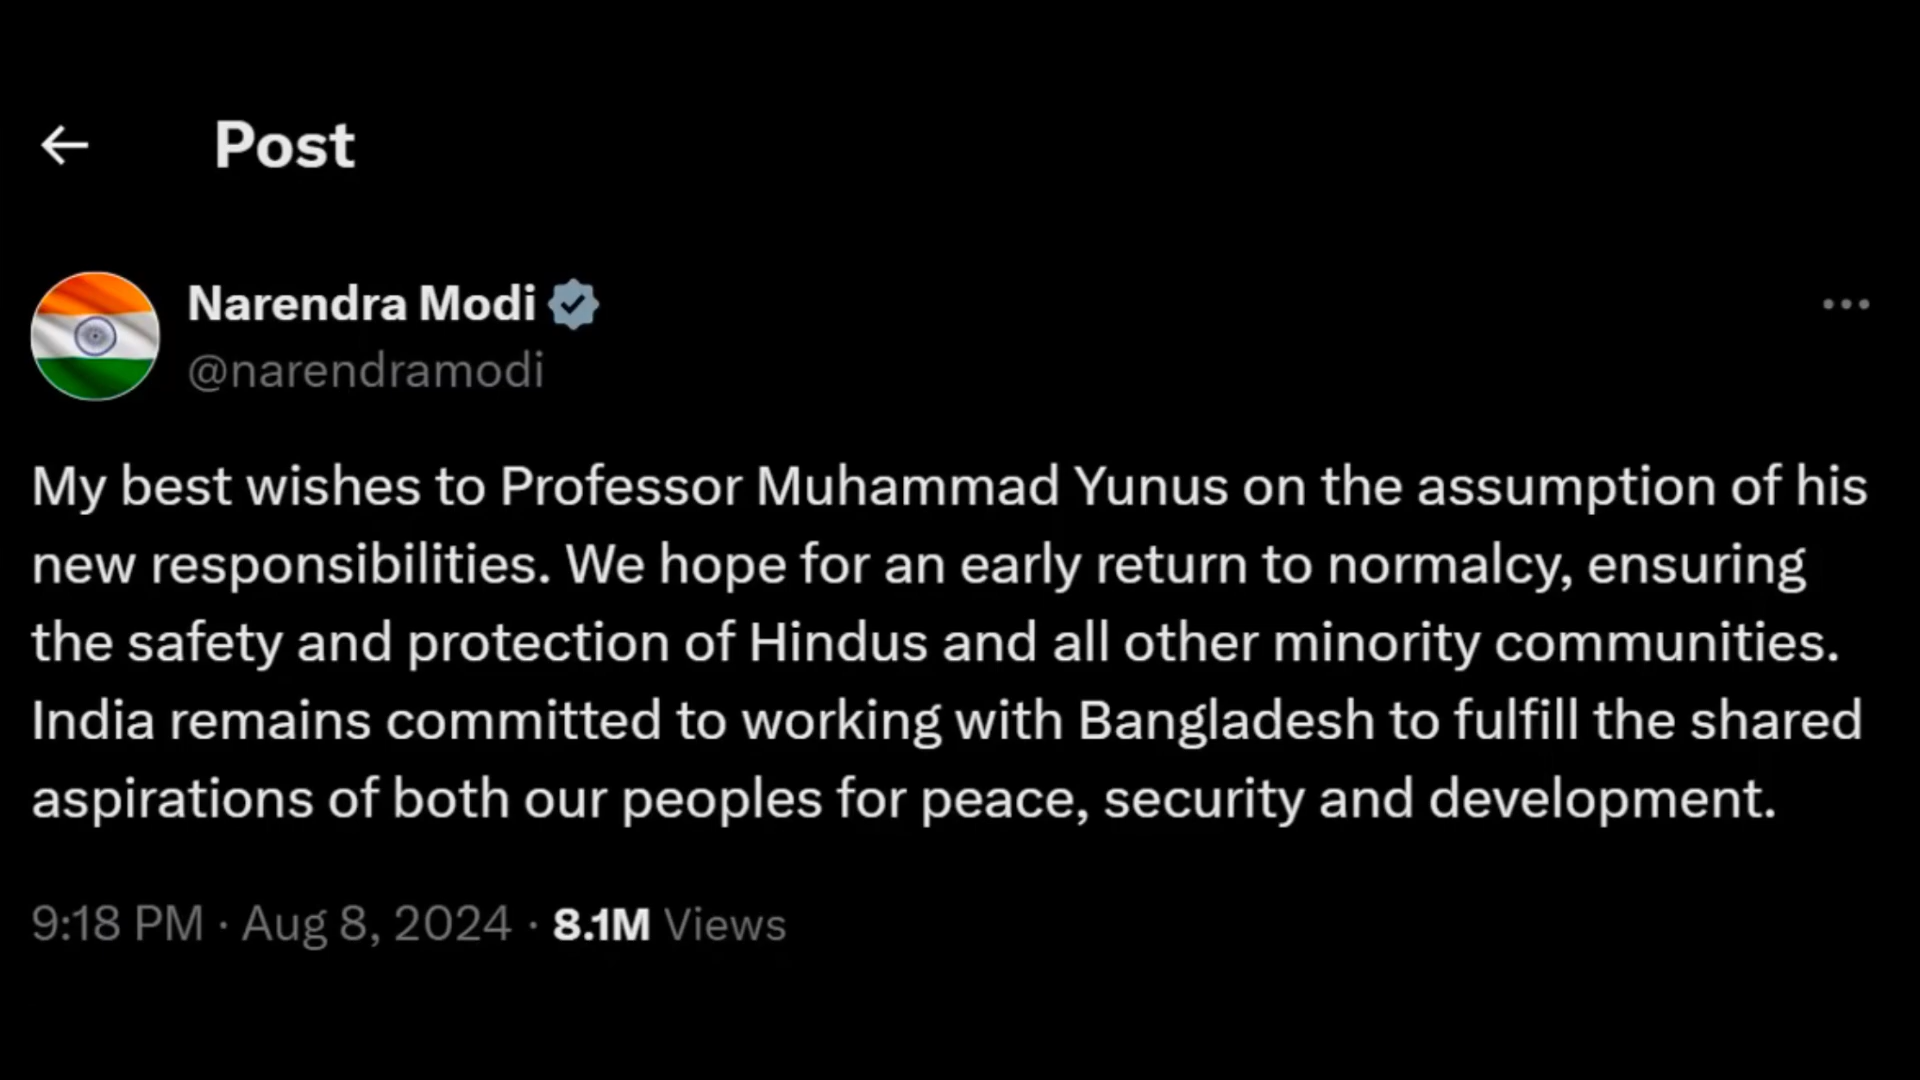 Post
Narendra Modi
@narendramodi
My best wishes to Professor Muhammad Yunus on the assumption of his
new responsibilities. We hope for an early return to normalcy, ensuring
the safety and protection of Hindus and all other minority communities.
India remains committed to working with Bangladesh to fulfill the shared
aspirations of both our peoples for peace, security and development.
9:18 PM · Aug 8, 2024 · 8.1M Views